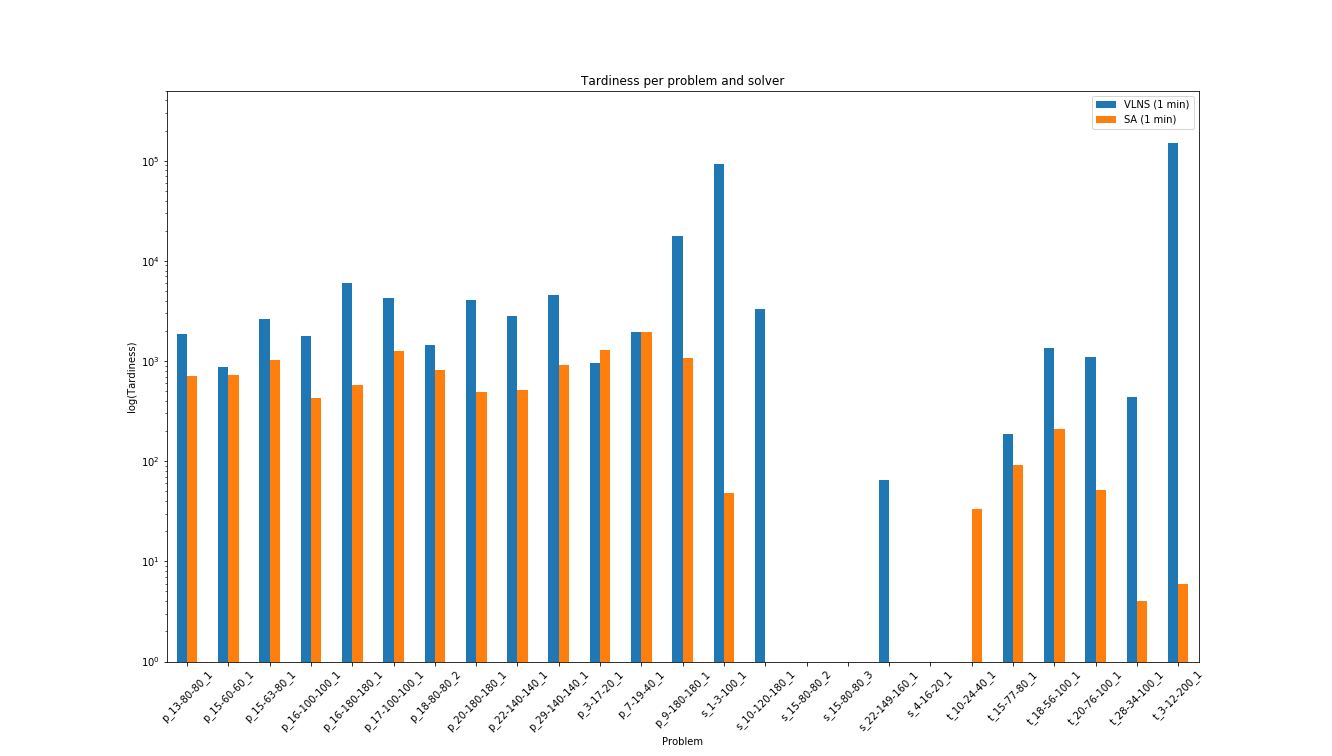 Tardiness per problem and solver
VLNS (1 min)
SA (1 min)
10^5
10^4
10^3
10^2
10^1
10^0
log(Tardiness)
p_13-80-80_1
p_15-60-60_1
p_15-63-80_1
p_16-100-100_1
p_16-180-180_1
p_17-100-100_1
p_18-80-80_2
p_20-180-180_1
p_22-140-140_1
p_29-140-140_1
p_3-17-20_1
p_7-19-40_1
p_9-180-180_1
s_1-3-100_1
s_10-120-180_1
s_15-80-80_2
s_15-80-80_3
s_22-149-160_1
s_4-16-20_1
t_10-24-40_1
t_15-77-80_1
t_18-56-100_1
t_20-76-100_1
t_28-34-100_1
t_3-12-200_1
Problem